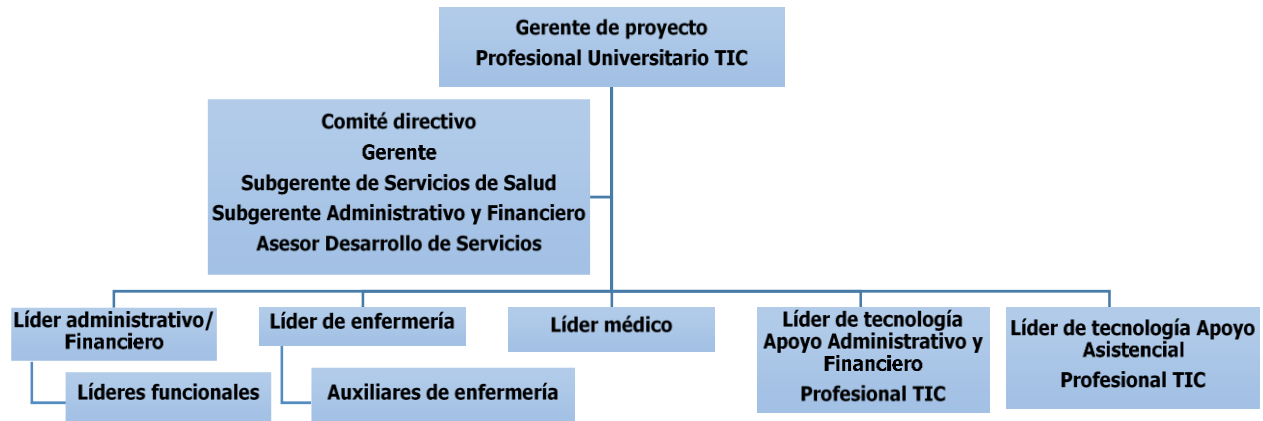 Gerente de proyecto
Profesional Universitario TIC
Comité directivo
Gerente
Subgerente de Servicios de Salud
Subgerente Administrativo y Financiero
Asesor Desarrollo de Servicios
Líder administrativo/
Financiero
Líderes funcionales
Líder de enfermería
Auxiliares de enfermería
Líder médico
Líder de tecnología
Apoyo Administrativo y
Financiero
Profesional TIC
Líder de tecnología Apoyo
Asistencial
Profesional TIC